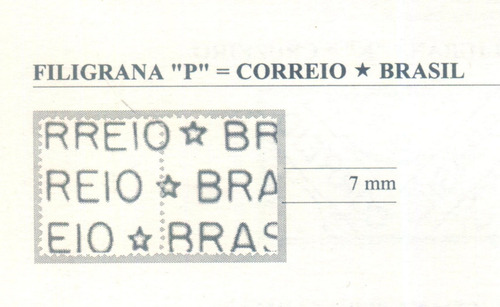 FILIGRANA "P" = CORREIO ★ BRASIL
RREIO ☆ BR
REIO ☆ BRA
7 mm
EIO ☆ BRAS